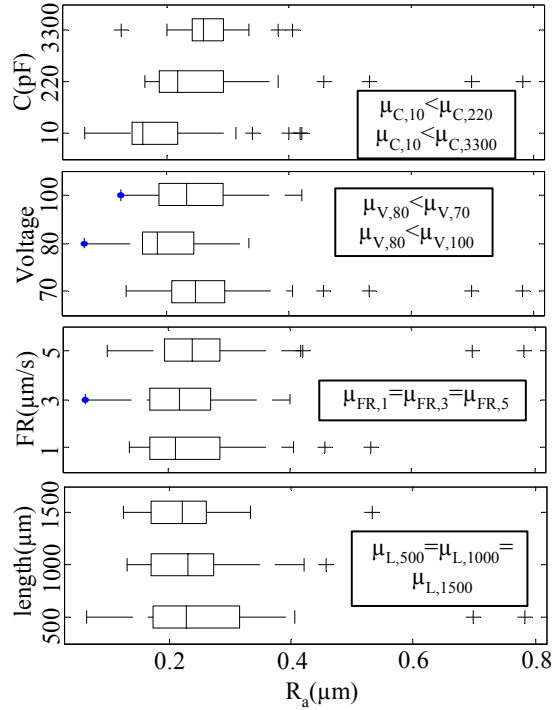 C(pF)
3300
220
10
μC,10<μC,220
μC,10<μC,3300
Voltage
100
80
70
μV,80<μV,70
μV,80<μV,100
FR(μm/s)
5
3
1
μFR,1=μFR,3=μFR,5
length(μm)
1500
1000
500
μL,500=μL,1000=
μL,1500
0.2 0.4 0.6 0.8
Ra(μm)